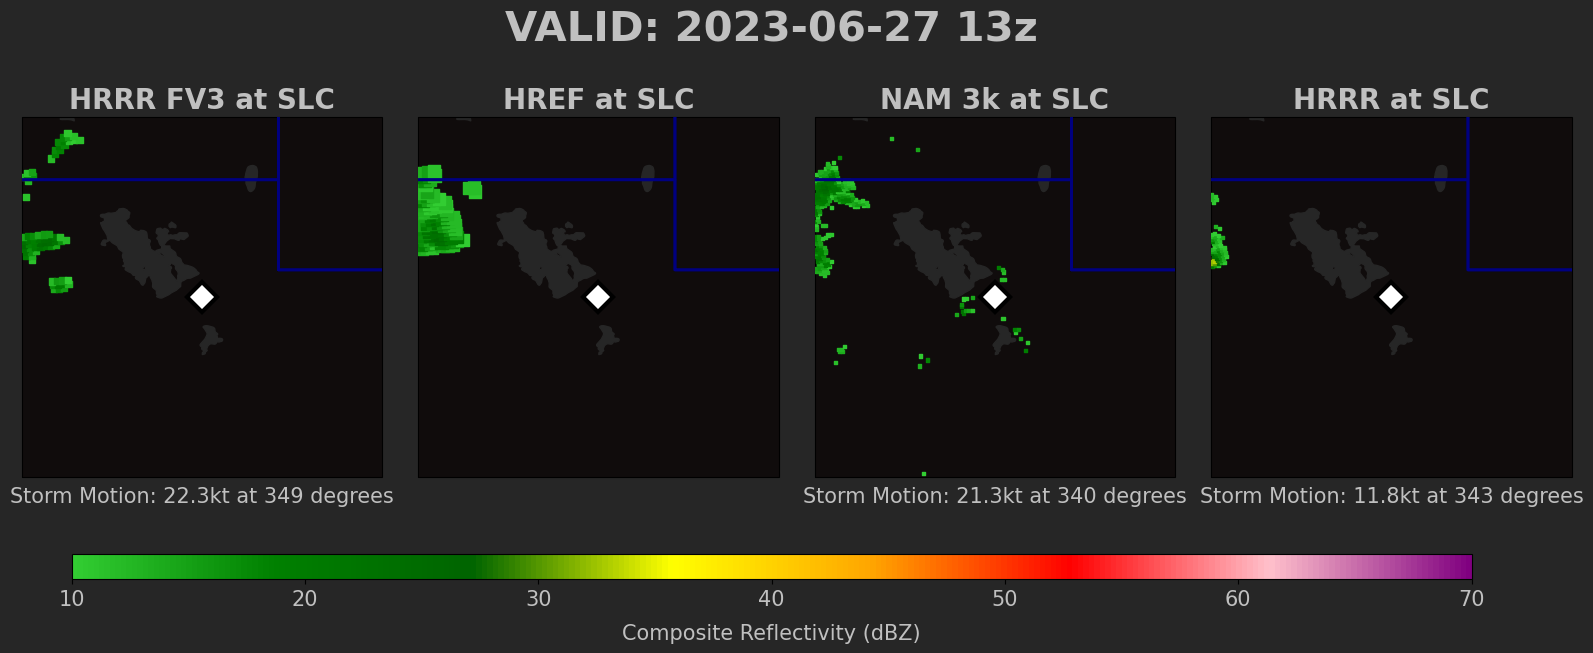 VALID: 2023-06-27 13z
HRRR FV3 at SLC
HREF at SLC
NAM 3k at SLC
HRRR at SLC
Storm Motion: 22.3kt at 349 degrees
Storm Motion: 21.3kt at 340 degrees
Storm Motion: 11.8kt at 343 degrees
10 20 30 40 50 60 70
Composite Reflectivity (dBZ)